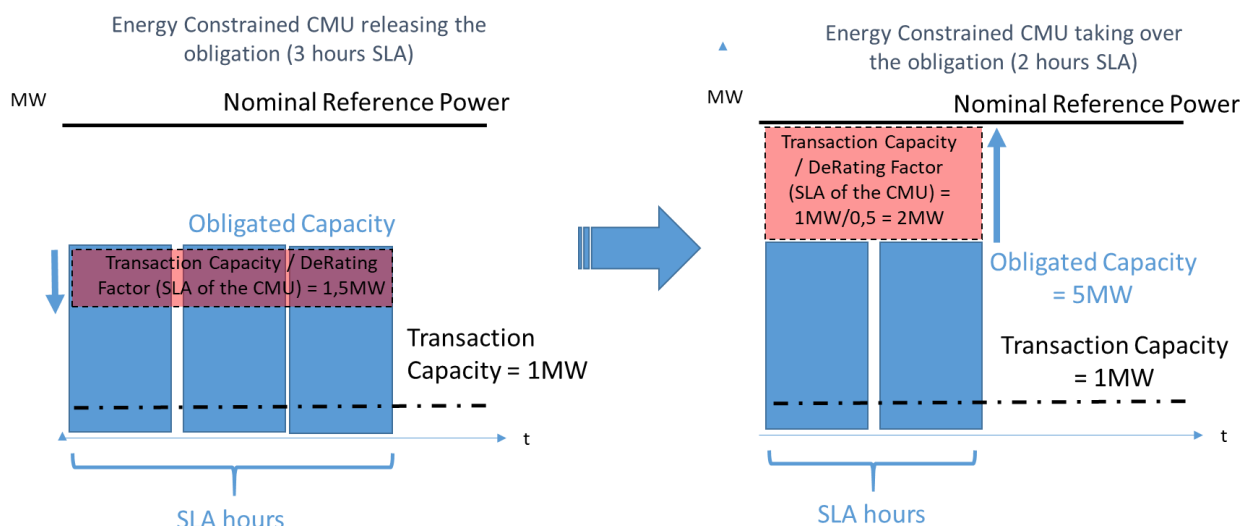 Energy Constrained CMU releasing the
obligation (3 hours SLA)
MW
Nominal Reference Power
Obligated Capacity
Transaction Capacity / DeRating
Factor (SLA of the CMU) = 1,5MW
Transaction
Capacity = 1MW
t
SLA hours
Energy Constrained CMU taking over
the obligation (2 hours SLA)
MW
Nominal Reference Power
Transaction Capacity
/ DeRating Factor
(SLA of the CMU) =
1MW/0,5 = 2MW
Obligated Capacity
= 5MW
Transaction Capacity
= 1MW
t
SLA hours